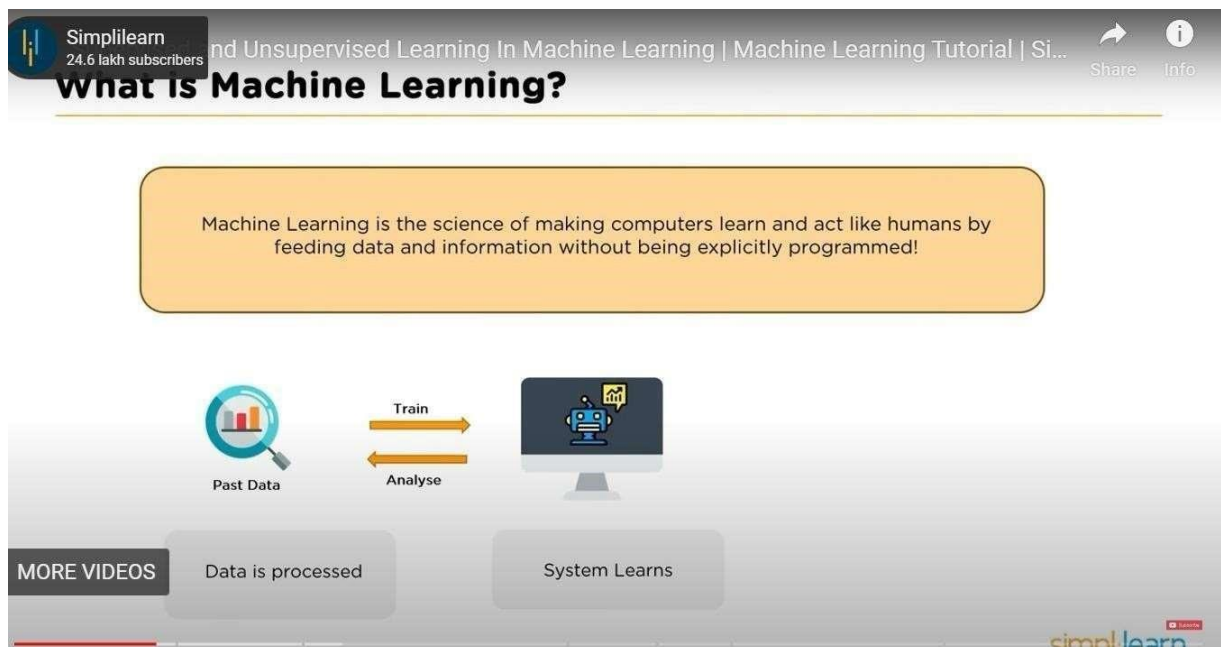 Simplilearn
24.6 lakh subscribers
nd Unsupervised Learning In Machine Learning | Machine Learning Tutorial | Si...
Share
Info
What is Machine Learning?
Machine Learning is the science of making computers learn and act like humans by
feeding data and information without being explicitly programmed!
Train
Past Data
Analyse
MORE VIDEOS
Data is processed
System Learns
simplilearn